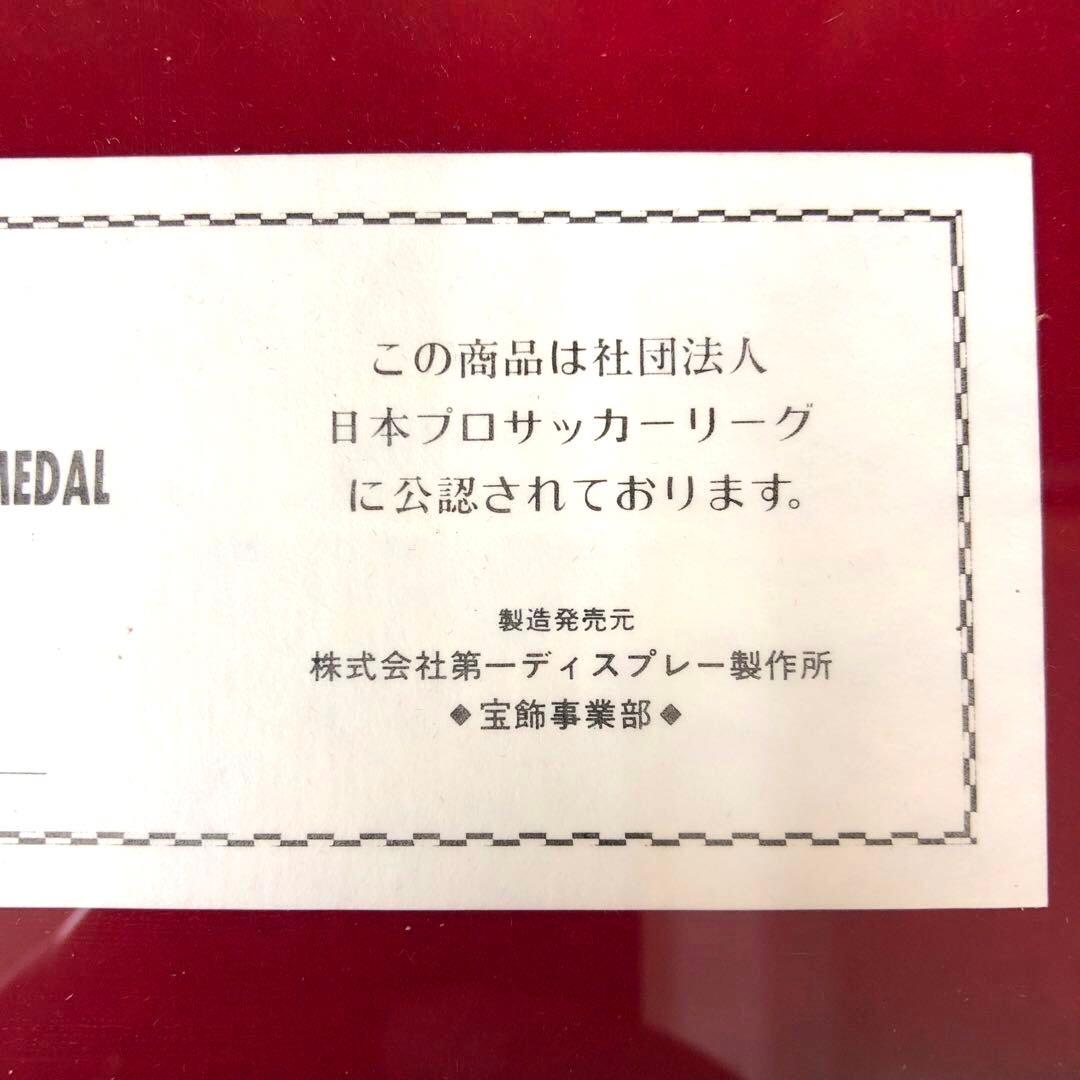 この商品は社団法人
日本プロサッカーリーグ
に公認されております。
MEDAL
製造発売元
株式会社第一ディスプレー製作所
◆宝飾事業部◆